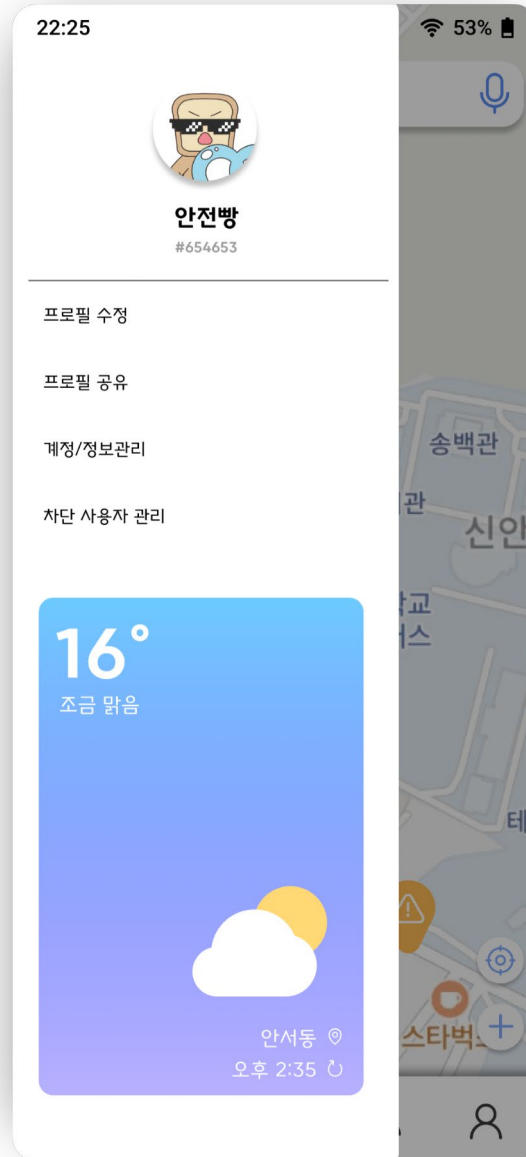 22:25
53%
안전빵
#654653
프로필 수정
프로필 공유
계정/정보관리
차단 사용자 관리
16°
조금 맑음
안서동
오후 2:35
송백관
관
신안
스타벅
테